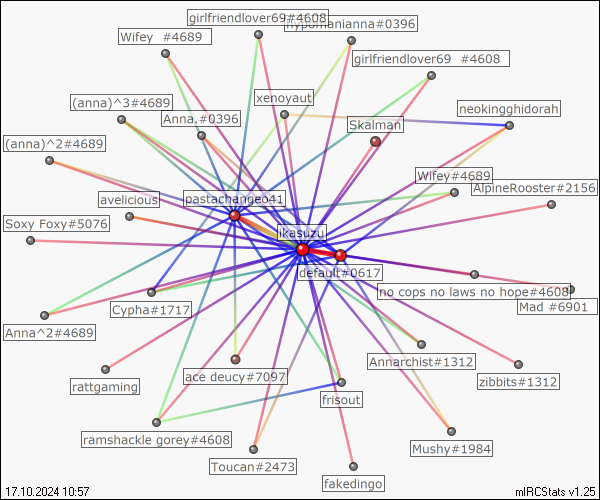 girlfriendlover69#4608
hypomanianna#0396
Wifey  #4689
girlfriendlover69  #4608
(anna)^3#4689
xenoyaut
neokingghidorah
Anna,#0396
Skalman
(anna)^2#4689
Wifey#4689
AlpineRooster#2156
avelicious
pastachangeo41
Soxy Foxy#5076
ikasuzu
default#0617
no cops no laws no hope#4608
Cypha#1717
Mad #6901
Anna^2#4689
Annarchist#1312
ace deucy#7097
zibbits#1312
rattgaming
frisout
ramshackle gorey#4608
Mushy#1984
Toucan#2473
fakedingo
17.10.2024 10:57
mIRCStats v1.25